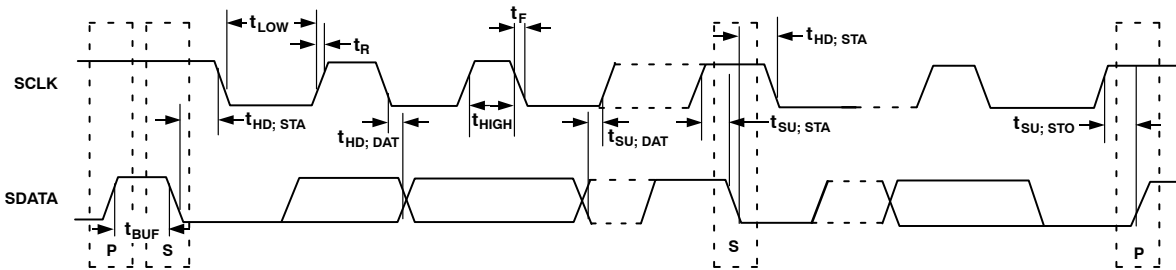 tLOW
tF
tR
tHD; STA
SCLK
tHD; STA
tHIGH
tHD; DAT
tSU; DAT
tSU; STA
tSU; STO
SDATA
tBUF
P
S
S
P